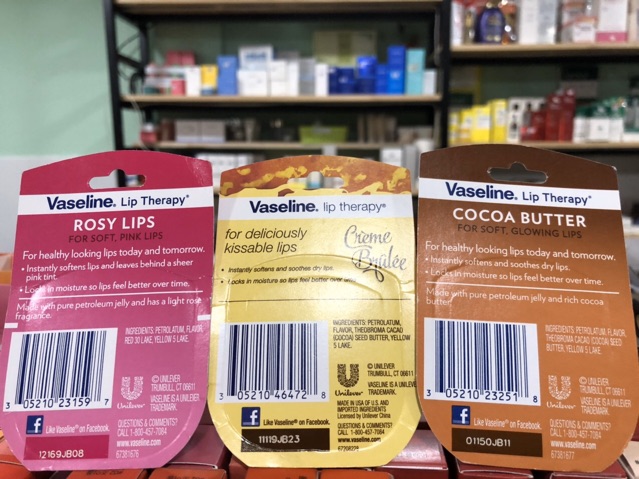 Vaseline. Lip Therapy®
ROSY LIPS
FOR SOFT, PINK LIPS
For healthy looking lips today and tomorrow.
• Instantly softens lips and leaves behind a sheer
pink tint.
• Locks in moisture so lips feel better over time.
Made with pure petroleum jelly and has a light rose
fragrance.
INGREDIENTS: PETROLATUM, FLAVOR,
RED 30 LAKE, YELLOW 5 LAKE.
3 05210 23159 7
Unilever
© UNILEVER
TRUMBULL, CT 06611
VASELINE IS A UNILEVER
TRADEMARK.
f
Like Vaseline® on Facebook.
QUESTIONS & COMMENTS?
CALL 1-800-457-7084
www.vaseline.com
67381676
12169JB08
Vaseline. lip therapy®
for deliciously
kissable lips
Creme
Brulée
• Instantly softens and soothes dry lips.
• Locks in moisture so lips feel better over time.
INGREDIENTS: PETROLATUM,
FLAVOR, THEOBROMA CACAO
(COCOA) SEED BUTTER, YELLOW
5 LAKE.
3 05210 46472 8
Unilever
© UNILEVER
TRUMBULL, CT 06611
VASELINE IS A UNILEVER
TRADEMARK.
MADE IN USA OF U.S. AND
IMPORTED INGREDIENTS
Licensed by Unilever China
f
Like Vaseline® on Facebook.
QUESTIONS & COMMENTS?
CALL 1-800-457-7084
www.vaseline.com
11119JB23
Vaseline. Lip Therapy®
COCOA BUTTER
FOR SOFT, GLOWING LIPS
For healthy looking lips today and tomorrow.
• Instantly softens and soothes dry lips.
• Locks in moisture so lips feel better over time.
Made with pure petroleum jelly and rich cocoa
butter.
INGREDIENTS: PETROLATUM, FLAVOR,
THEOBROMA CACAO (COCOA) SEED
BUTTER, YELLOW 5 LAKE.
3 05210 23251 8
Unilever
© UNILEVER
TRUMBULL, CT 06611
VASELINE IS A UNILEVER
TRADEMARK.
f
Like Vaseline® on Facebook.
QUESTIONS & COMMENTS?
CALL 1-800-457-7084
www.vaseline.com
67381677
01150JB11